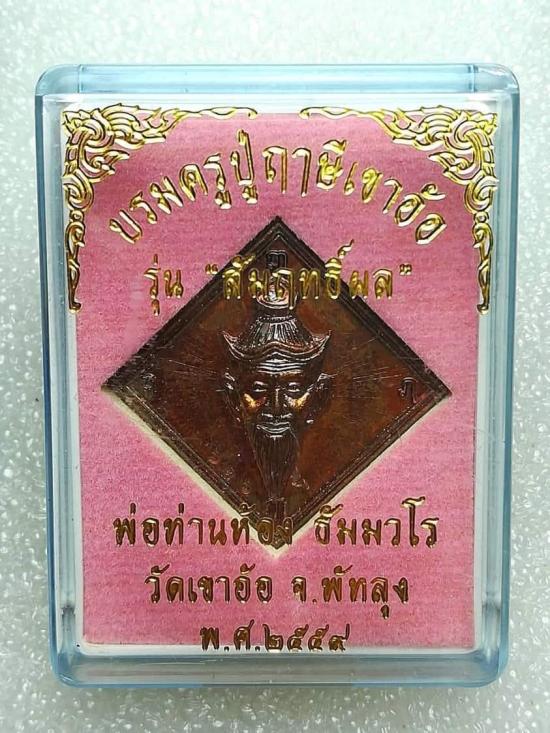 บรมครูปู่ฤๅษีเขาอ้อ
รุ่น "สัมฤทธิ์ผล"
พ่อท่านห้อง ธัมมวโร
วัดเขาอ้อ จ.พัทลุง
พ.ศ.๒๕๕๙